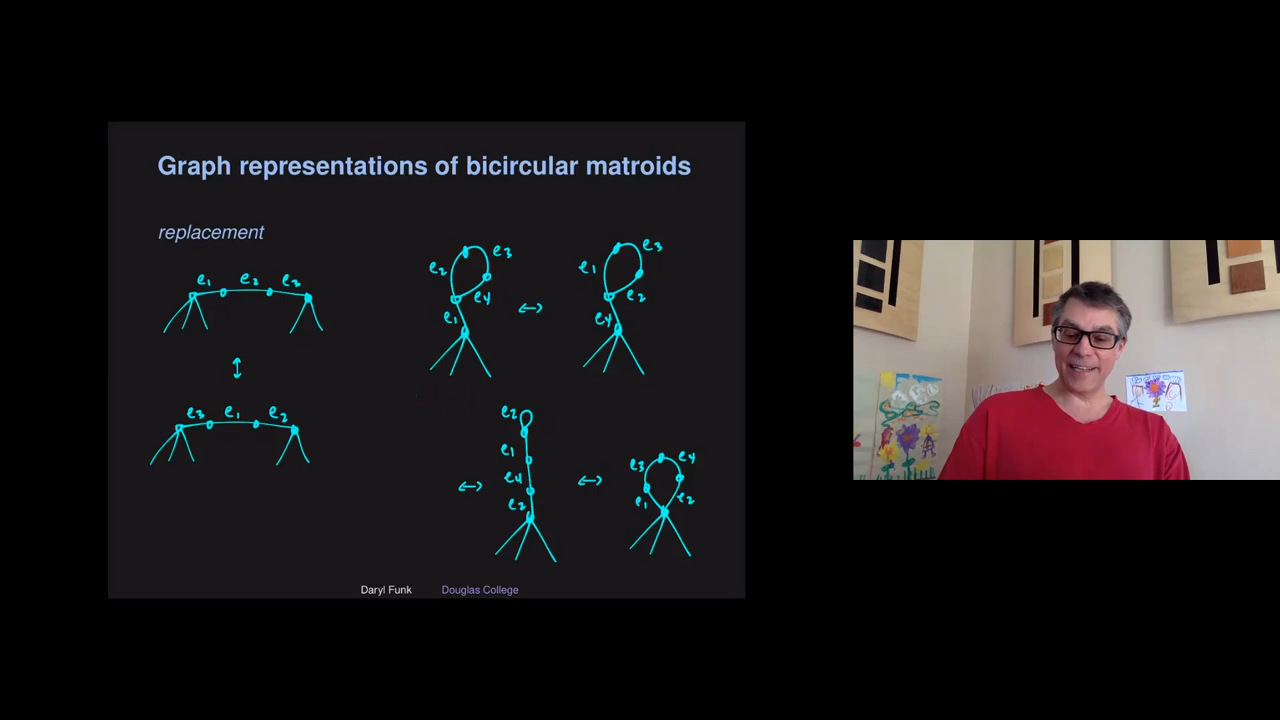 Graph representations of bicircular matroids
replacement
e1 e2 e3
e3 e1 e2
e2 e3
e4
e1
e3
e1
e2
e4
e2
e1
e4
e2
e3 e4
e1 e2
Daryl Funk Douglas College